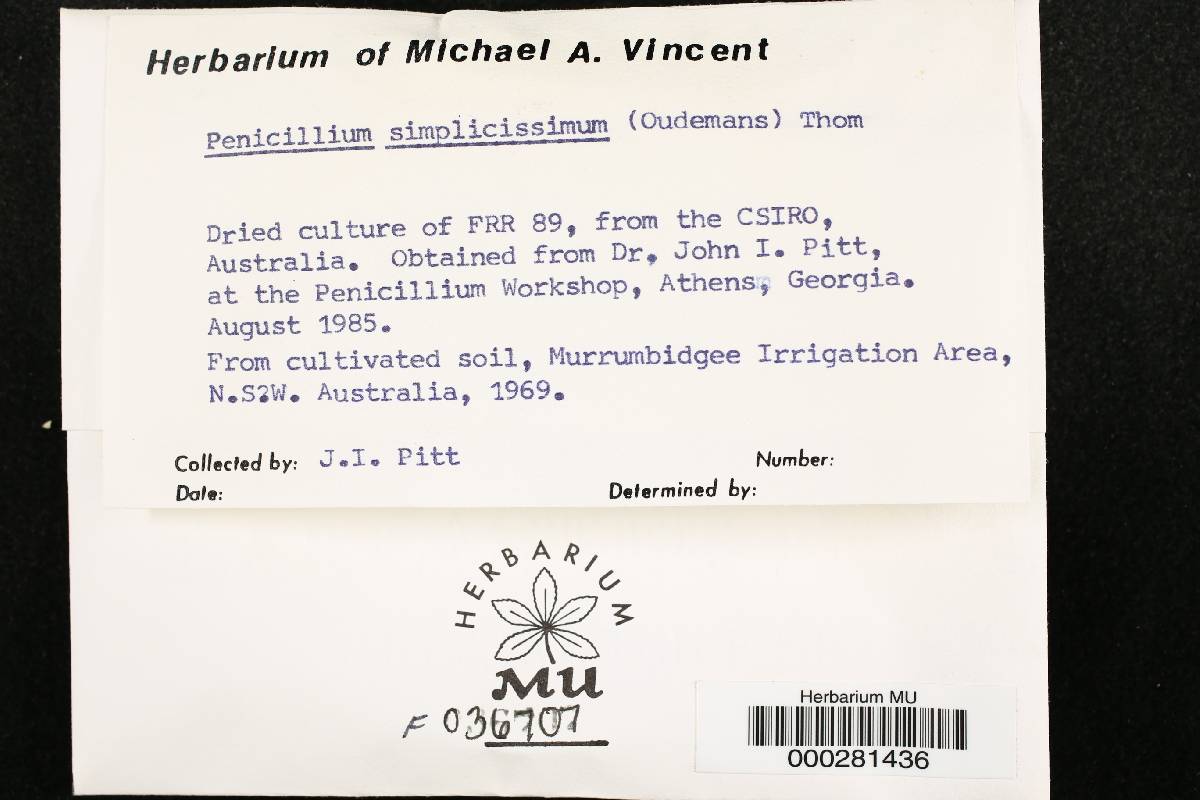 Herbarium of Michael A. Vincent
Penicillium simplicissimum (Oudemans) Thom
Dried culture of FRR 89, from the CSIRO,
Australia. Obtained from Dr. John I. Pitt,
at the Penicillium Workshop, Athens, Georgia.
August 1985.
From cultivated soil, Murrumbidgee Irrigation Area,
N.S?W. Australia, 1969.
Collected by: J.I. Pitt
Number:
Date:
Determined by:
HERBARIUM
MU
F 036707
Herbarium MU
000281436